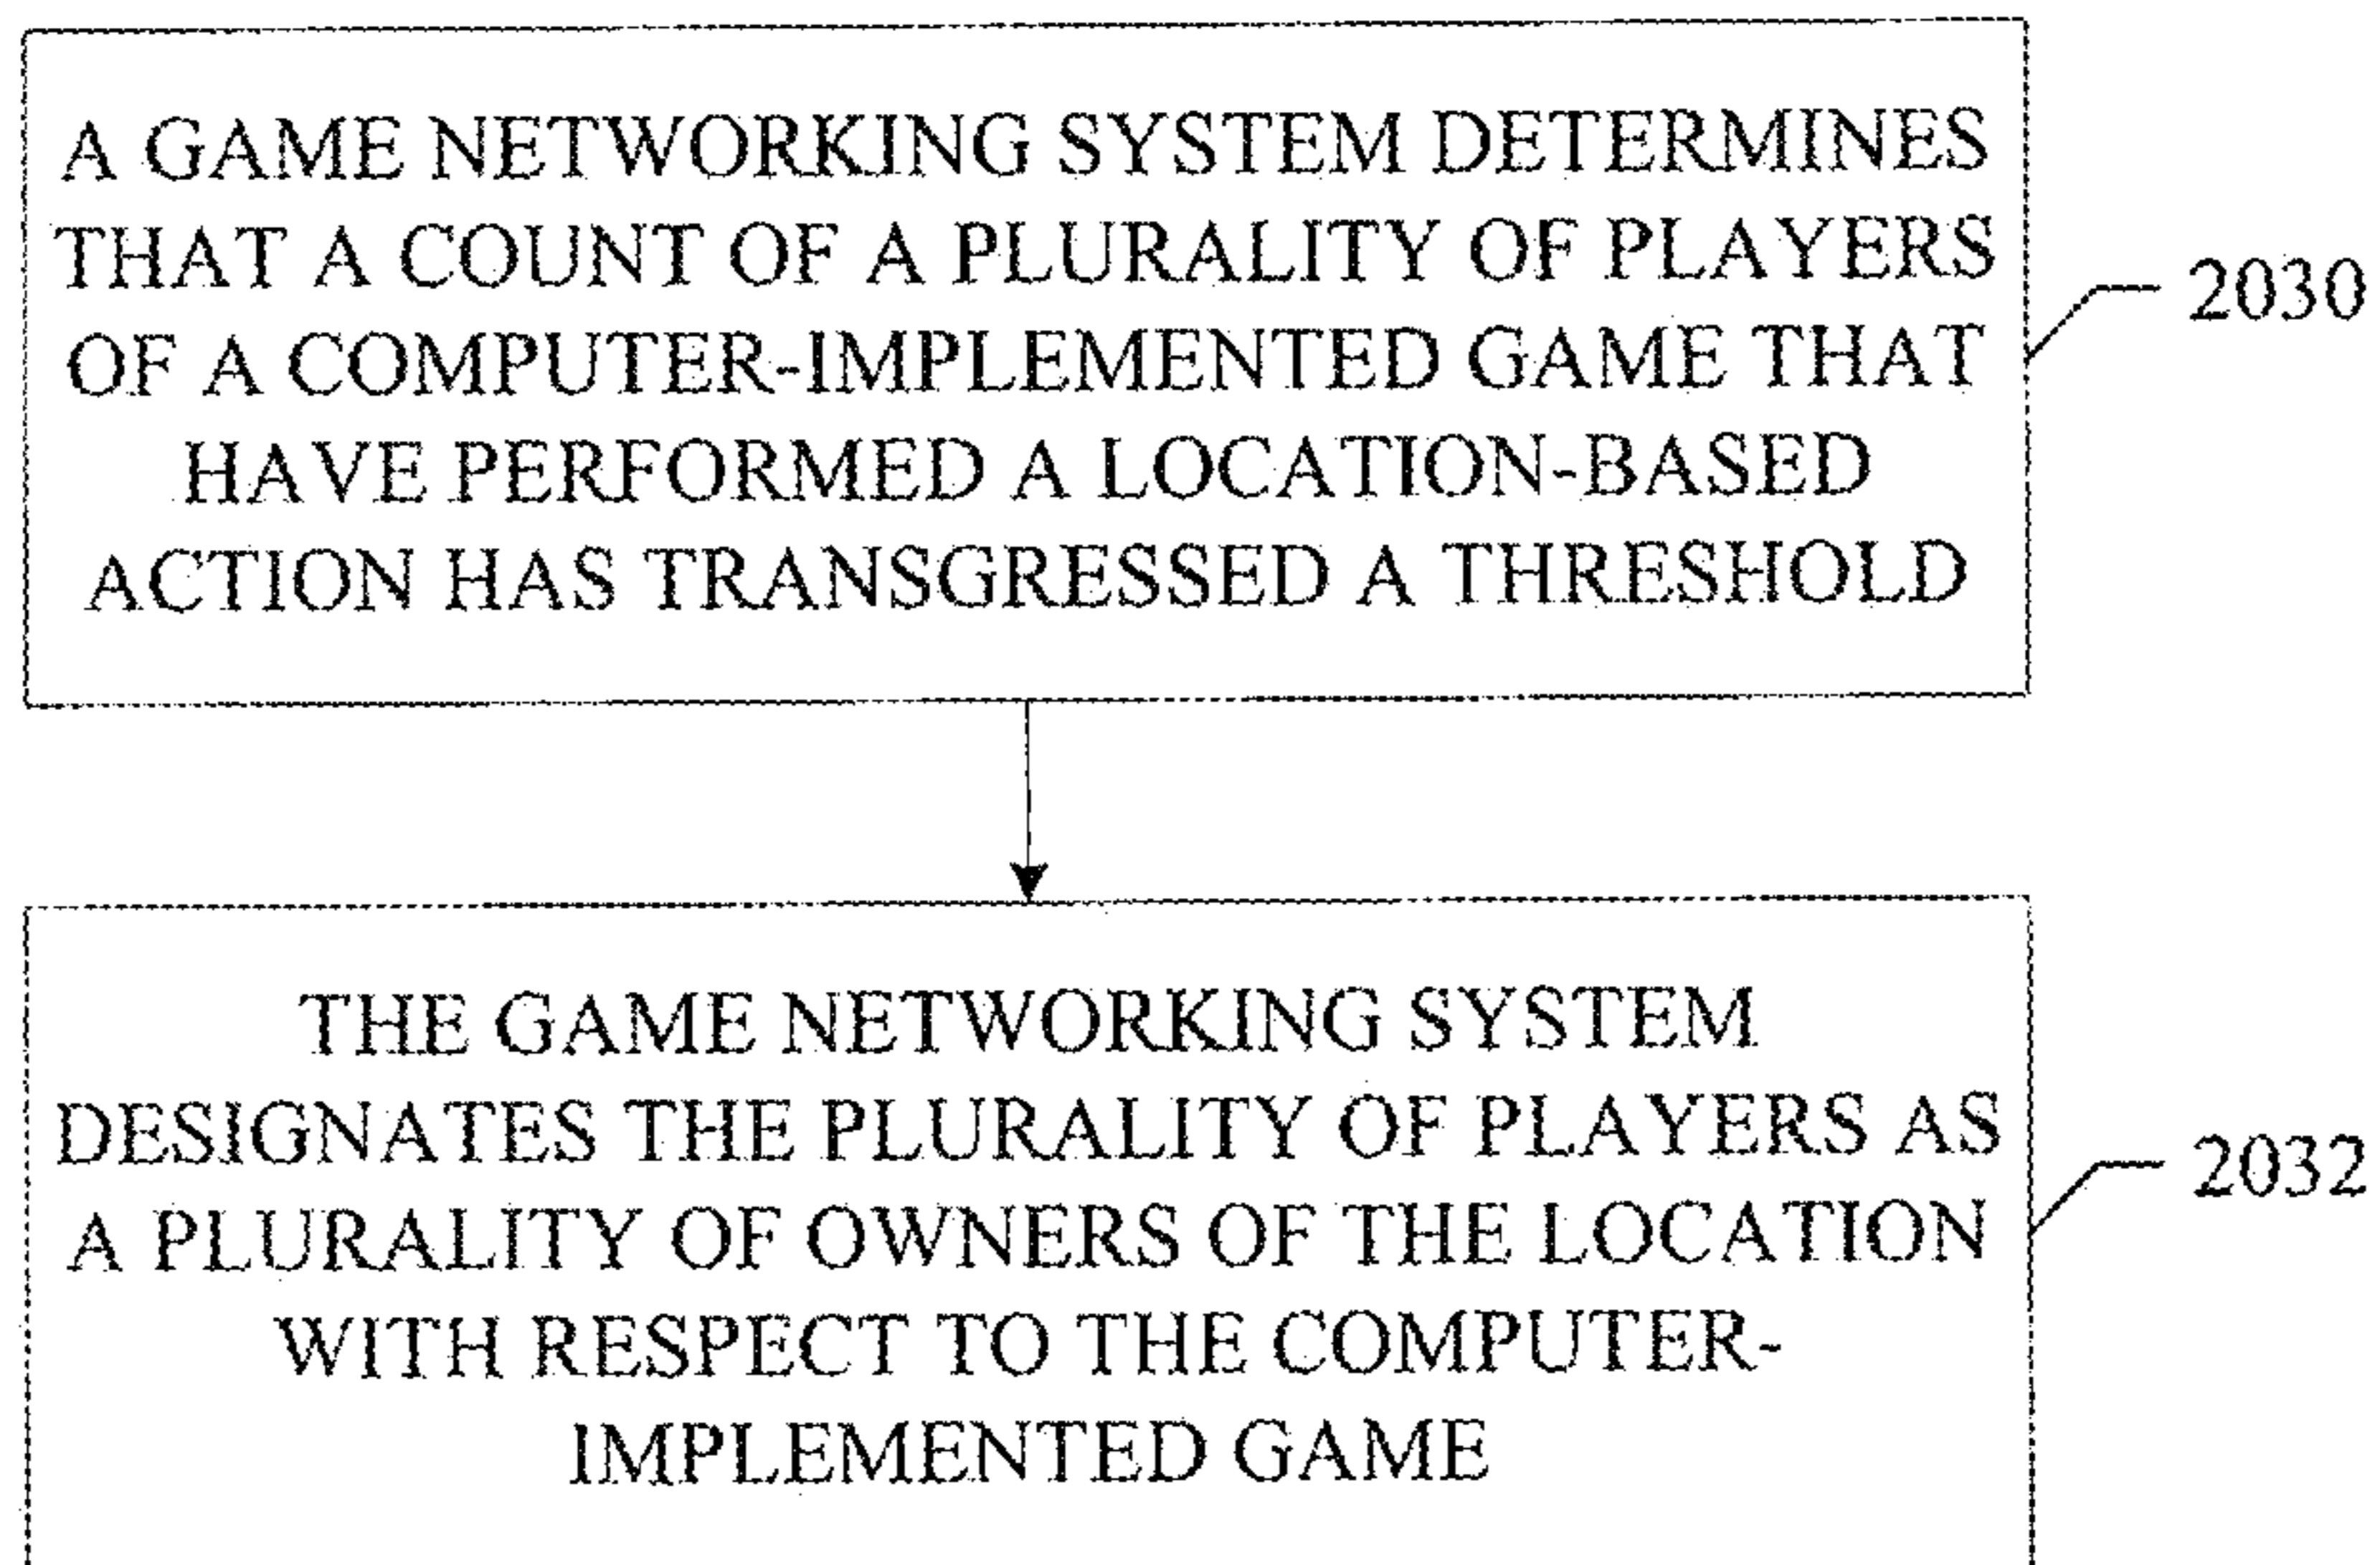 A GAME NETWORKING SYSTEM DETERMINES
THAT A COUNT OF A PLURALITY OF PLAYERS
OF A COMPUTER-IMPLEMENTED GAME THAT
HAVE PERFORMED A LOCATION-BASED
ACTION HAS TRANSGRESSED A THRESHOLD
2030
THE GAME NETWORKING SYSTEM
DESIGNATES THE PLURALITY OF PLAYERS AS
A PLURALITY OF OWNERS OF THE LOCATION
WITH RESPECT TO THE COMPUTER-
IMPLEMENTED GAME
2032